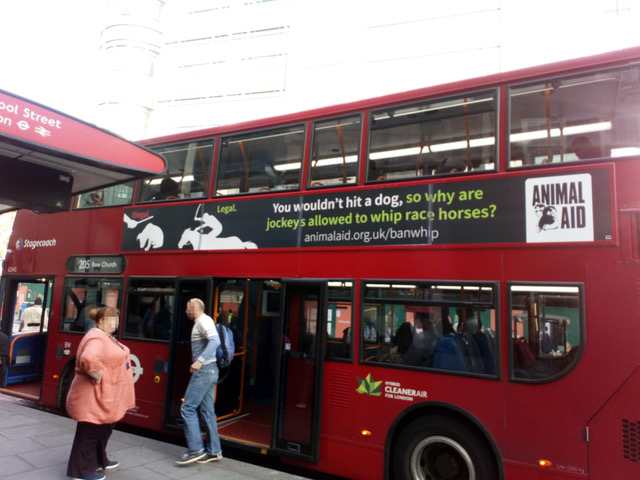 ool Street
on
Legal.
You wouldn't hit a dog, so why are
jockeys allowed to whip race horses?
animalaid.org.uk/banwhip
ANIMAL
AID
Stagecoach
205 Bow Church
HYBRID
CLEANERAIR
FOR LONDON